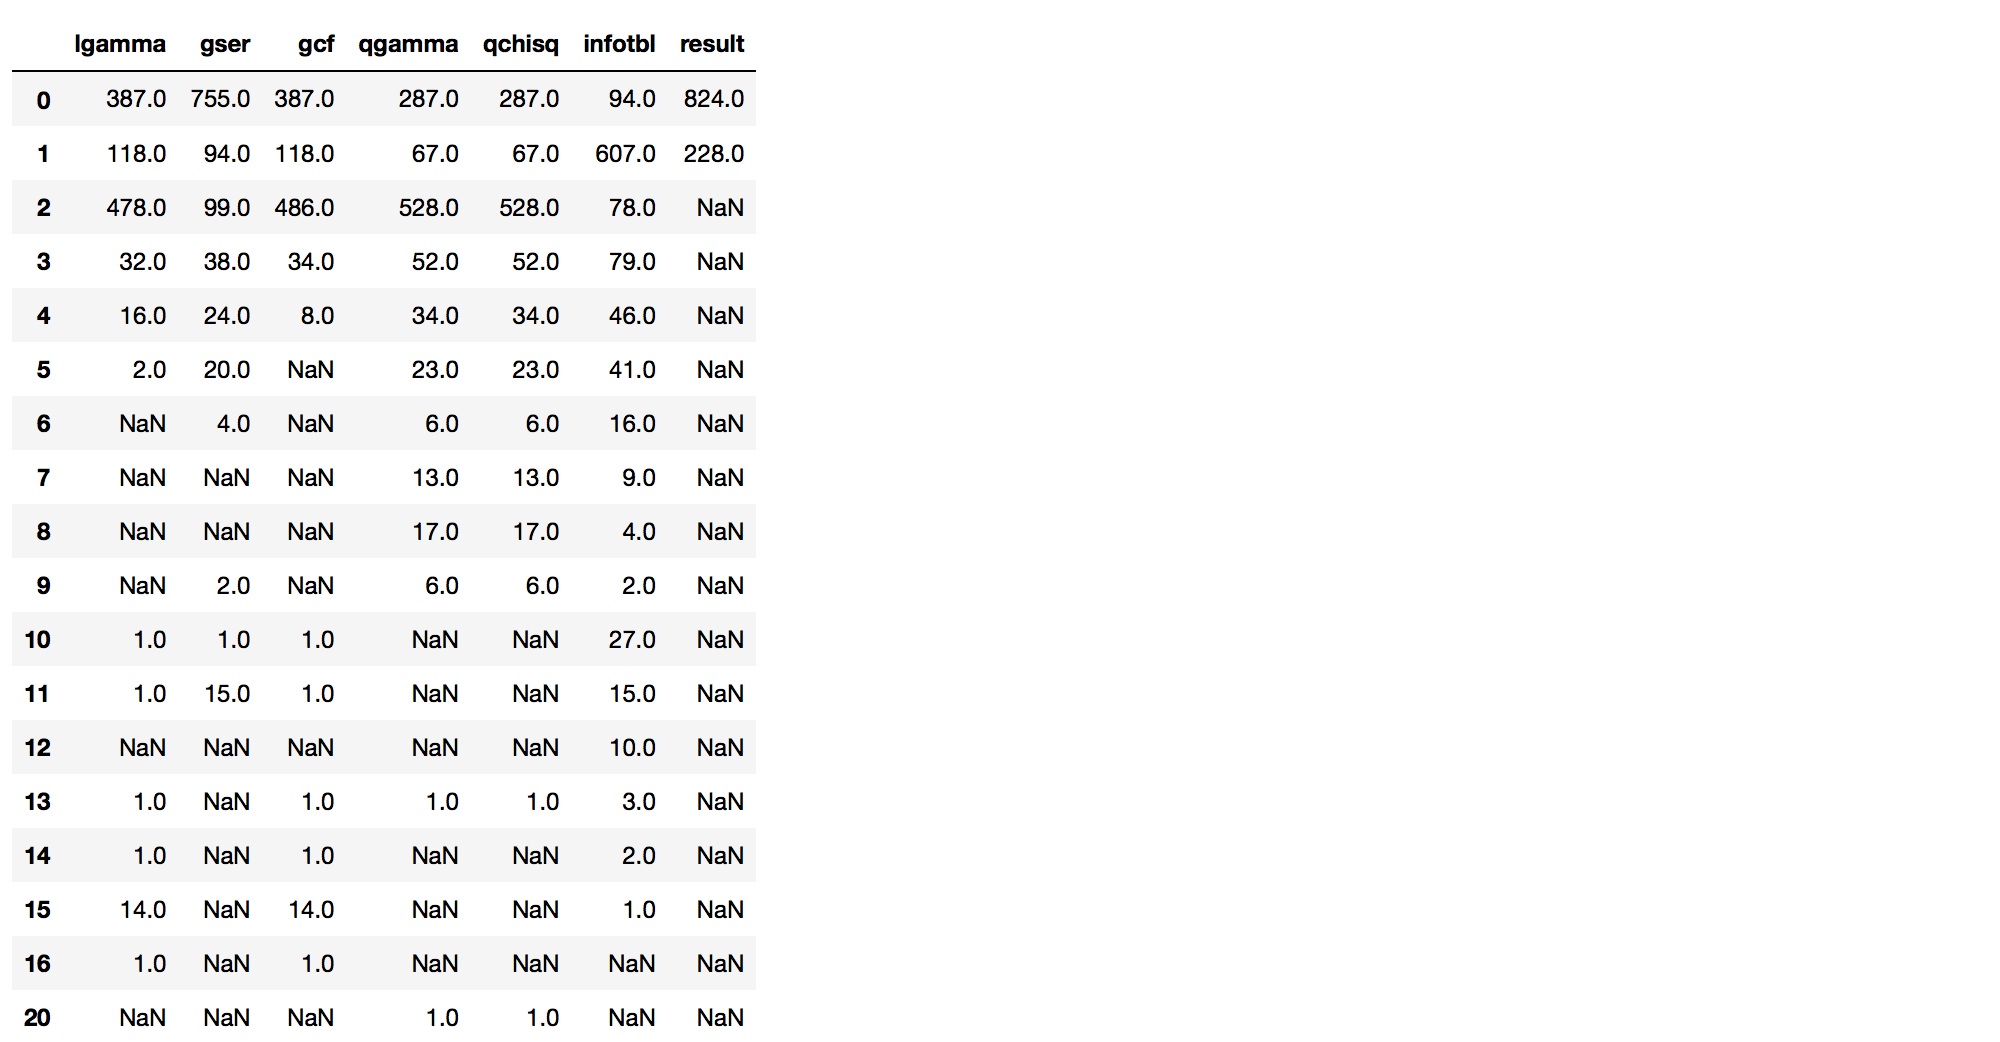 lgamma gser gcf qgamma qchisq infotbl result
0 387.0 755.0 387.0 287.0 287.0 94.0 824.0
1 118.0 94.0 118.0 67.0 67.0 607.0 228.0
2 478.0 99.0 486.0 528.0 528.0 78.0 NaN
3 32.0 38.0 34.0 52.0 52.0 79.0 NaN
4 16.0 24.0 8.0 34.0 34.0 46.0 NaN
5 2.0 20.0 NaN 23.0 23.0 41.0 NaN
6 NaN 4.0 NaN 6.0 6.0 16.0 NaN
7 NaN NaN NaN 13.0 13.0 9.0 NaN
8 NaN NaN NaN 17.0 17.0 4.0 NaN
9 NaN 2.0 NaN 6.0 6.0 2.0 NaN
10 1.0 1.0 1.0 NaN NaN 27.0 NaN
11 1.0 15.0 1.0 NaN NaN 15.0 NaN
12 NaN NaN NaN NaN NaN 10.0 NaN
13 1.0 NaN 1.0 1.0 1.0 3.0 NaN
14 1.0 NaN 1.0 NaN NaN 2.0 NaN
15 14.0 NaN 14.0 NaN NaN 1.0 NaN
16 1.0 NaN 1.0 NaN NaN NaN NaN
20 NaN NaN NaN 1.0 1.0 NaN NaN